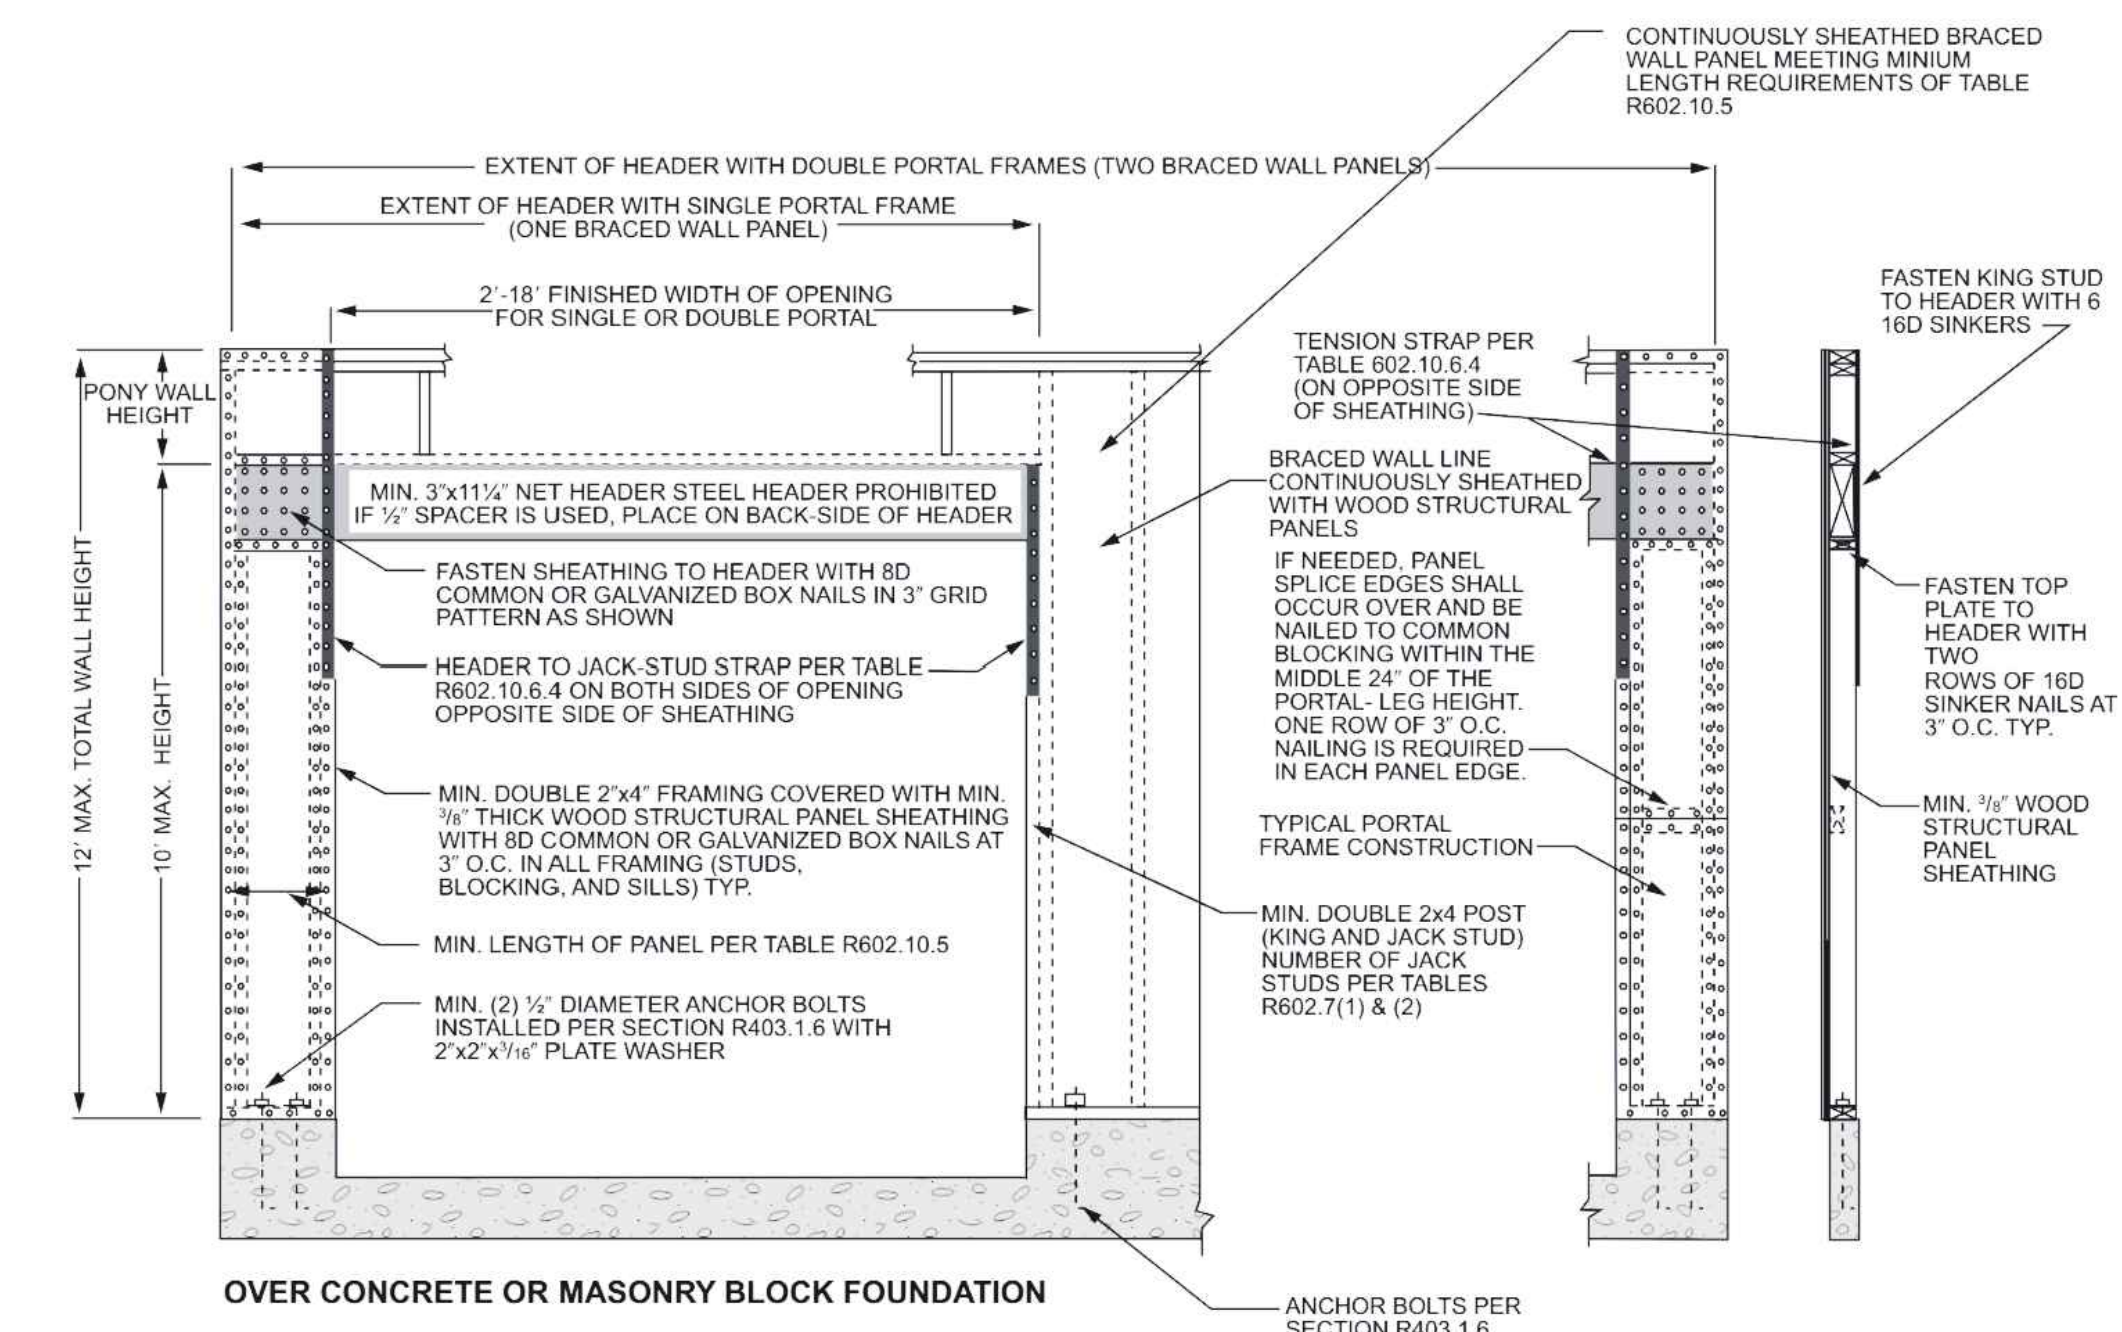 CONTINUOUSLY SHEATHED BRACED
WALL PANEL MEETING MINIUM
LENGTH REQUIREMENTS OF TABLE
R602.10.5
EXTENT OF HEADER WITH DOUBLE PORTAL FRAMES (TWO BRACED WALL PANELS)
EXTENT OF HEADER WITH SINGLE PORTAL FRAME
(ONE BRACED WALL PANEL)
2′-18′ FINISHED WIDTH OF OPENING
FOR SINGLE OR DOUBLE PORTAL
FASTEN KING STUD
TO HEADER WITH 6
16D SINKERS
TENSION STRAP PER
TABLE 602.10.6.4
(ON OPPOSITE SIDE
OF SHEATHING)
PONY WALL
HEIGHT
BRACED WALL LINE
CONTINUOUSLY SHEATHED
WITH WOOD STRUCTURAL
PANELS
MIN. 3″x11¼″ NET HEADER STEEL HEADER PROHIBITED
IF ½″ SPACER IS USED, PLACE ON BACK-SIDE OF HEADER
12′ MAX. TOTAL WALL HEIGHT
10′ MAX. HEIGHT
FASTEN SHEATHING TO HEADER WITH 8D
COMMON OR GALVANIZED BOX NAILS IN 3″ GRID
PATTERN AS SHOWN
IF NEEDED, PANEL
SPLICE EDGES SHALL
OCCUR OVER AND BE
NAILED TO COMMON
BLOCKING WITHIN THE
MIDDLE 24″ OF THE
PORTAL- LEG HEIGHT.
ONE ROW OF 3″ O.C.
NAILING IS REQUIRED
IN EACH PANEL EDGE.
FASTEN TOP
PLATE TO
HEADER WITH
TWO
ROWS OF 16D
SINKER NAILS AT
3″ O.C. TYP.
HEADER TO JACK-STUD STRAP PER TABLE
R602.10.6.4 ON BOTH SIDES OF OPENING
OPPOSITE SIDE OF SHEATHING
MIN. DOUBLE 2″x4″ FRAMING COVERED WITH MIN.
3/8″ THICK WOOD STRUCTURAL PANEL SHEATHING
WITH 8D COMMON OR GALVANIZED BOX NAILS AT
3″ O.C. IN ALL FRAMING (STUDS,
BLOCKING, AND SILLS) TYP.
TYPICAL PORTAL
FRAME CONSTRUCTION
MIN. 3/8″ WOOD
STRUCTURAL
PANEL
SHEATHING
MIN. LENGTH OF PANEL PER TABLE R602.10.5
MIN. DOUBLE 2x4 POST
(KING AND JACK STUD)
NUMBER OF JACK
STUDS PER TABLES
R602.7(1) & (2)
MIN. (2) ½″ DIAMETER ANCHOR BOLTS
INSTALLED PER SECTION R403.1.6 WITH
2″x2″x3/16″ PLATE WASHER
OVER CONCRETE OR MASONRY BLOCK FOUNDATION
ANCHOR BOLTS PER
SECTION R403.1.6